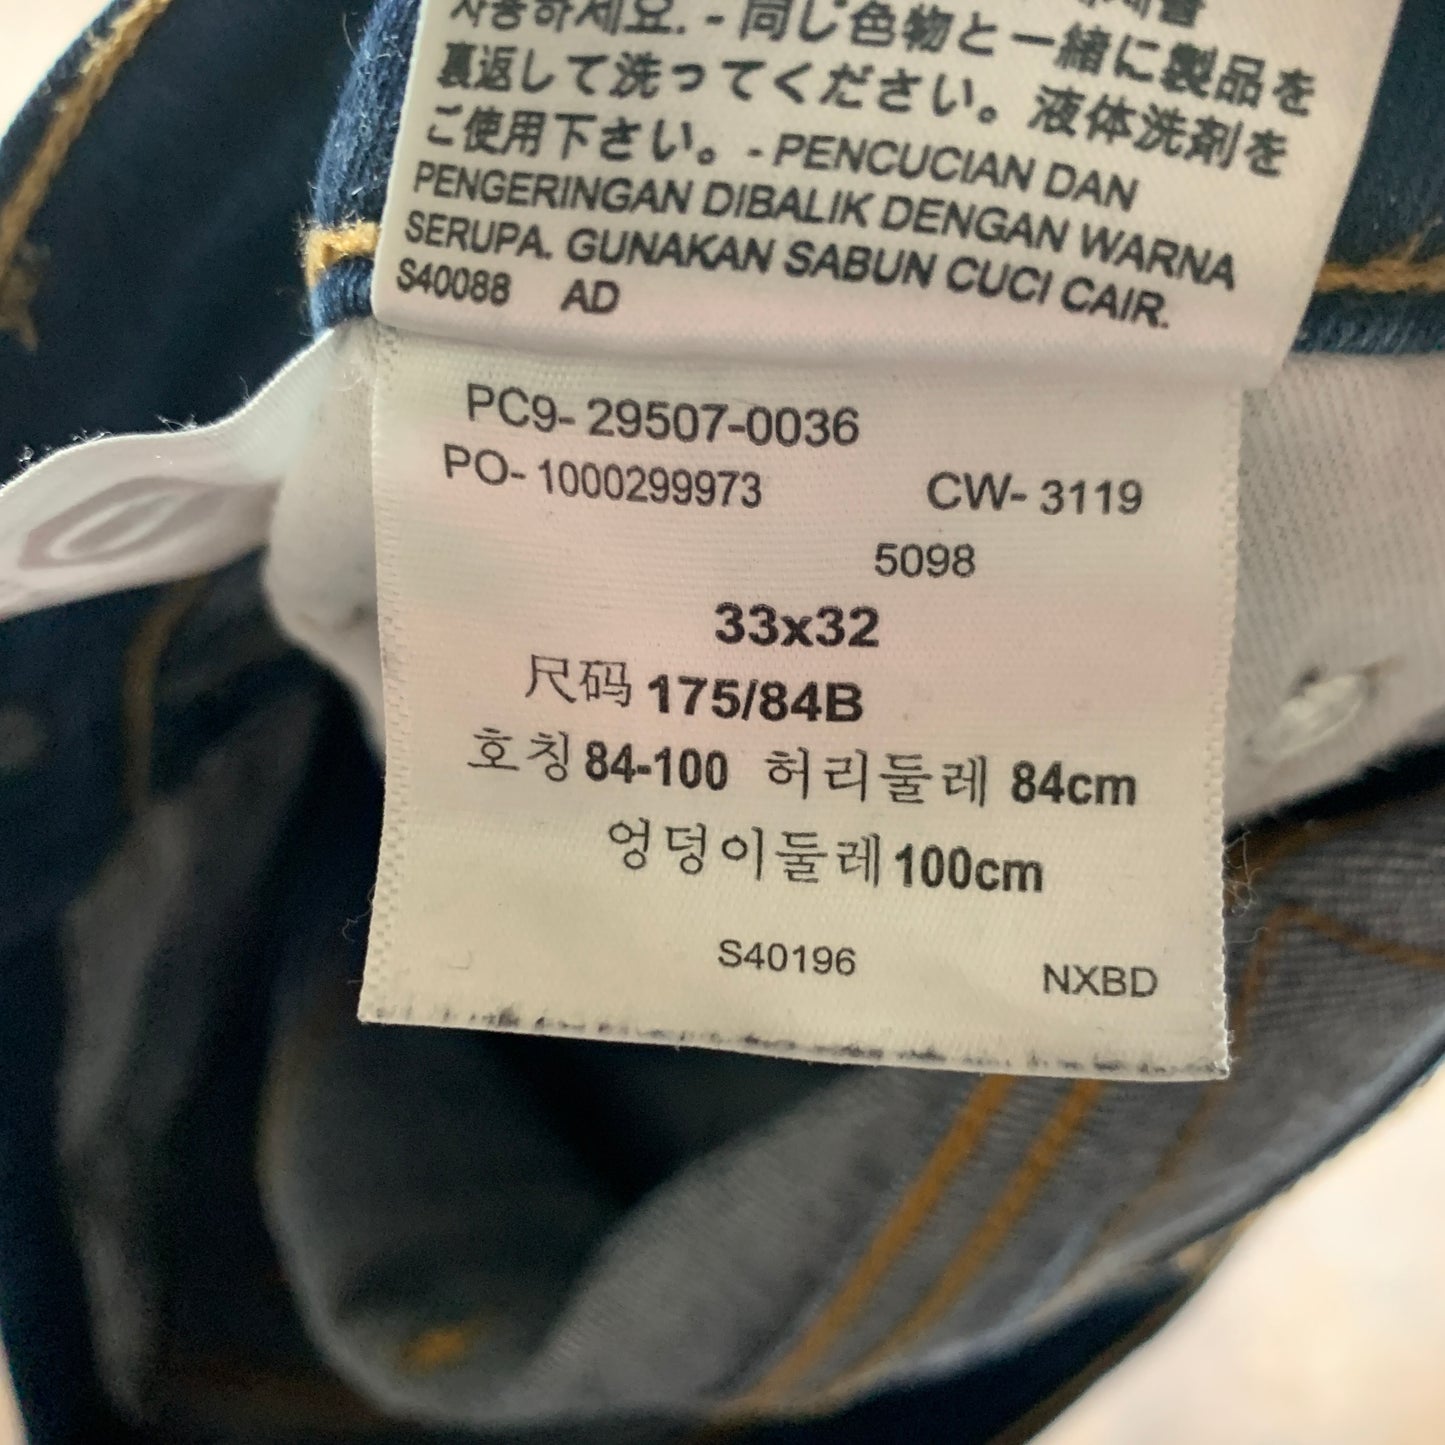 사용하세요. - 同じ色物と一緒に製品を
裏返して洗ってください。液体洗剤を
ご使用下さい。- PENCUCIAN DAN
PENGERINGAN DIBALIK DENGAN WARNA
SERUPA. GUNAKAN SABUN CUCI CAIR.
S40088 AD
PC9- 29507-0036
PO- 1000299973 CW- 3119
5098
33x32
尺码 175/84B
호칭 84-100 허리둘레 84cm
엉덩이둘레 100cm
S40196 NXBD